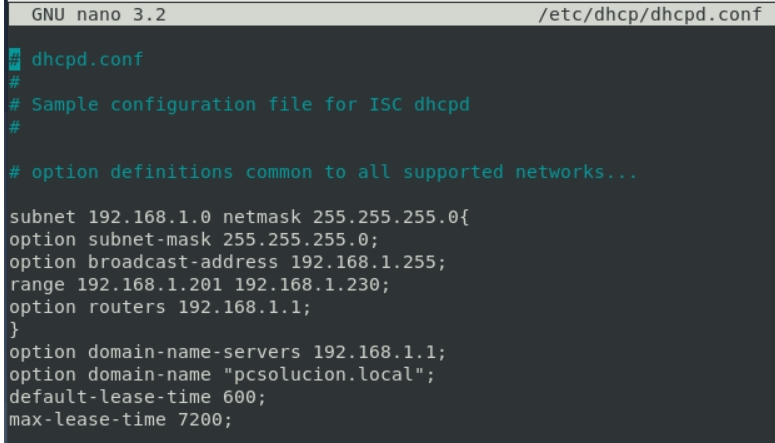 GNU nano 3.2 /etc/dhcp/dhcpd.conf
# dhcpd.conf
#
# Sample configuration file for ISC dhcpd
#
# option definitions common to all supported networks...
subnet 192.168.1.0 netmask 255.255.255.0{
option subnet-mask 255.255.255.0;
option broadcast-address 192.168.1.255;
range 192.168.1.201 192.168.1.230;
option routers 192.168.1.1;
}
option domain-name-servers 192.168.1.1;
option domain-name "pcsolucion.local";
default-lease-time 600;
max-lease-time 7200;